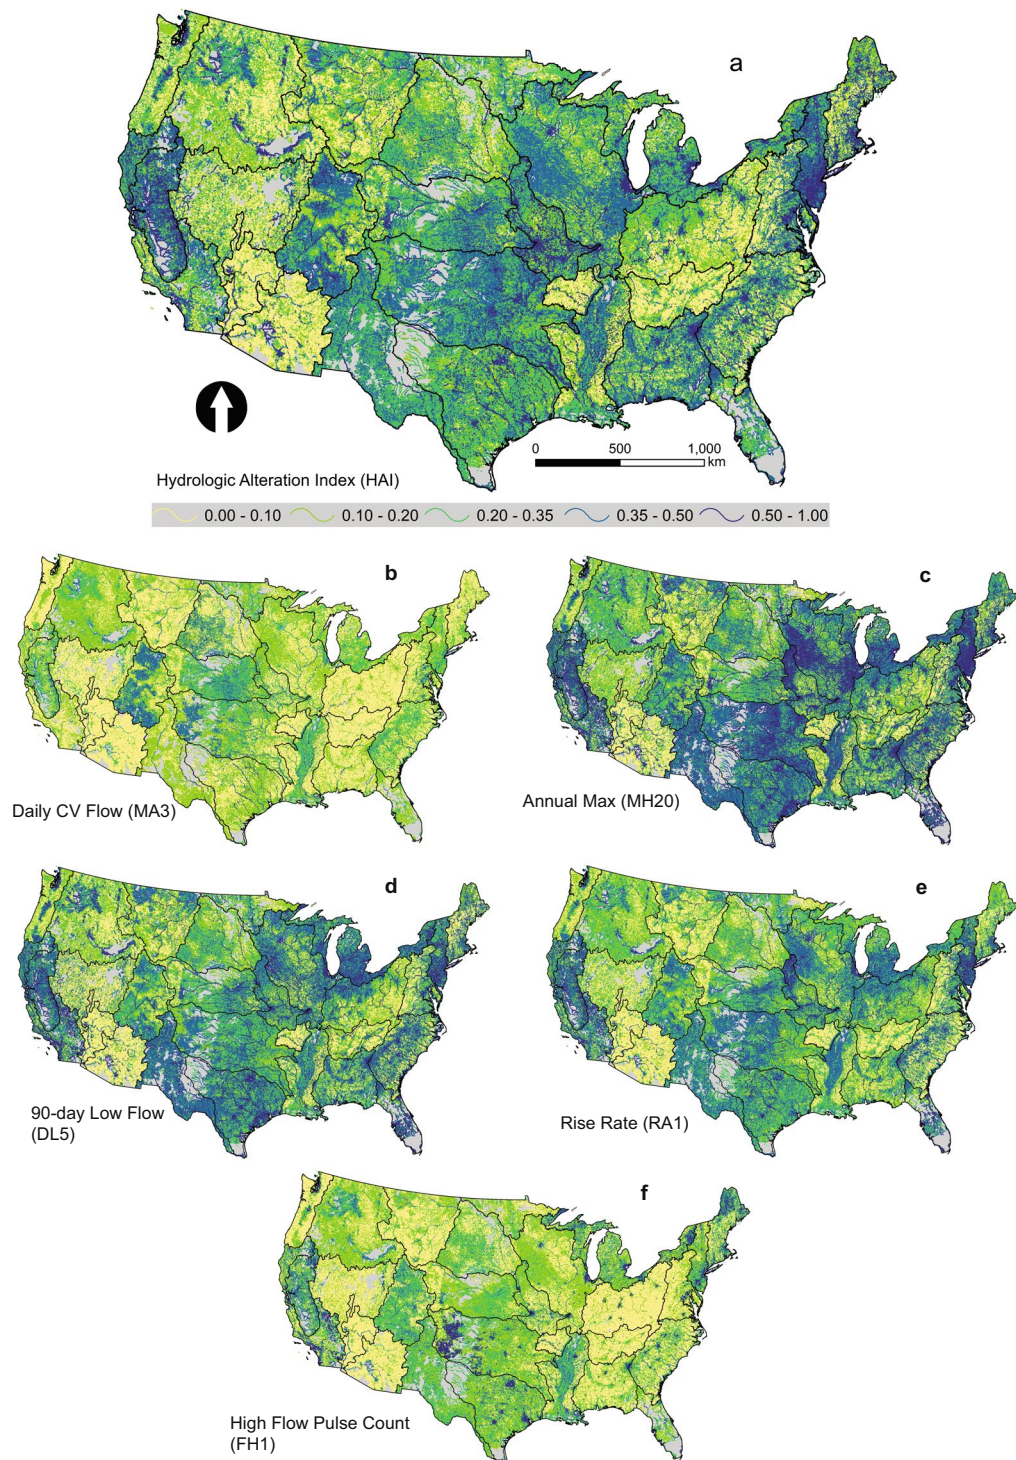 a
0 500 1,000
km
Hydrologic Alteration Index (HAI)
0.00 - 0.10 0.10 - 0.20 0.20 - 0.35 0.35 - 0.50 0.50 - 1.00
b
c
Daily CV Flow (MA3)
Annual Max (MH20)
d
e
90-day Low Flow
(DL5)
Rise Rate (RA1)
f
High Flow Pulse Count
(FH1)